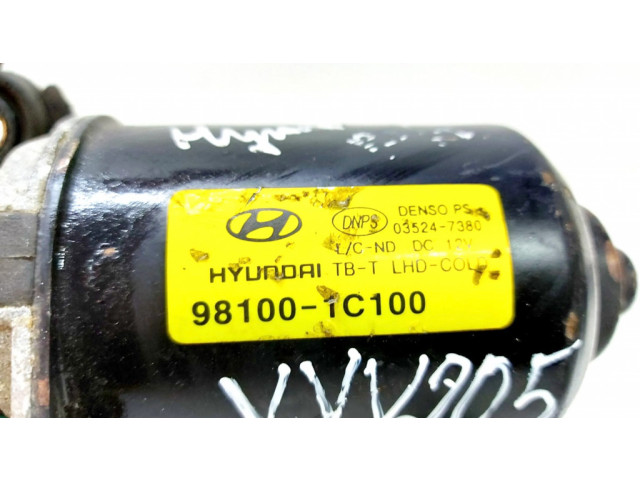 DNPS DENSO PS
03524-7380
L/C-ND DC 12V
HYUNDAI TB-T LHD-COLD
98100-1C100